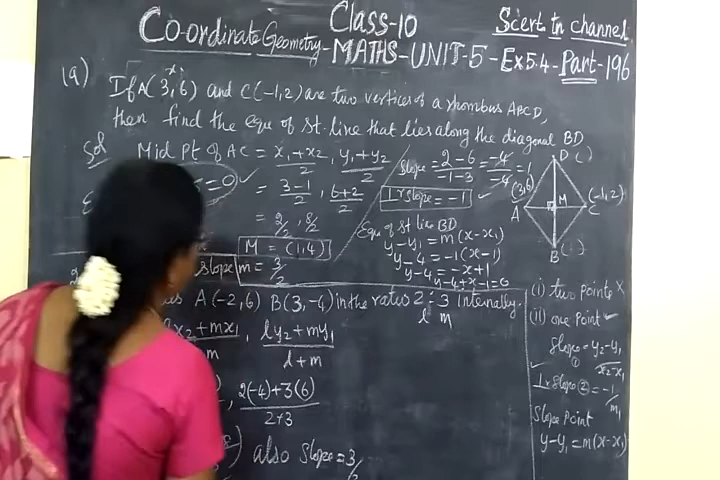 Class-10
Scert Tn channel
Co-ordinate Geometry-MATHS-UNIT-5-Ex 5.4-Part-196
(9) If A(3,6) and C(-1,2) are two vertices of a rhombus ABCD,
then find the equ of st. line that lies along the diagonal BD
Sol Mid Pt of AC = x₁+x₂/2, y₁+y₂/2
= 3-1/2, 6+2/2
= 2/2, 8/2
M = (1,4)
=0
Slope = 2-6/-1-3 = -4/-4 = 1
⊥r slope = -1
Equ of st line BD
y-y₁ = m(x-x₁)
y-4 = -1(x-1)
y-4 = -x+1
y-4+x-1=0
D ( )
(3,6)
A
M
(-1,2)
C
B ( )
slope m = 3/2
A(-2,6) B(3,-4) in the ratio 2:3 Internally.
l m
lx₂+mx₁/l+m, ly₂+my₁/l+m
, 2(-4)+3(6)/2+3
) also slope = 3/2
(i) two points x
(ii) one point ✓
Slope ① = y₂-y₁/x₂-x₁
⊥r slope ② = -1/m₁
Slope Point
y-y₁ = m(x-x₁)